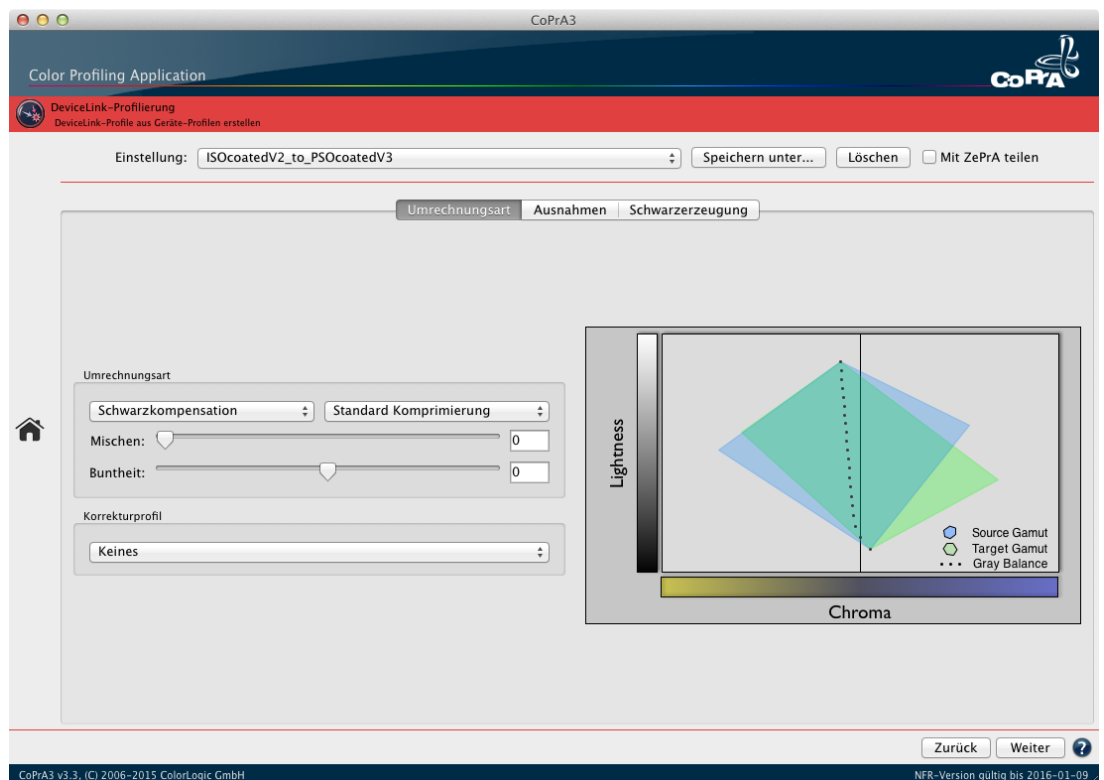 CoPrA3
Color Profiling Application
CoPrA
DeviceLink-Profilierung
DeviceLink-Profile aus Geräte-Profilen erstellen
Einstellung: ISOcoatedV2_to_PSOcoatedV3 Speichern unter... Löschen Mit ZePrA teilen
Umrechnungsart Ausnahmen Schwarzerzeugung
Umrechnungsart
Schwarzkompensation Standard Komprimierung
Mischen: 0
Buntheit: 0
Korrekturprofil
Keines
Lightness
Source Gamut
Target Gamut
Gray Balance
Chroma
Zurück Weiter ?
CoPrA3 v3.3, (C) 2006-2015 ColorLogic GmbH NFR-Version gültig bis 2016-01-09